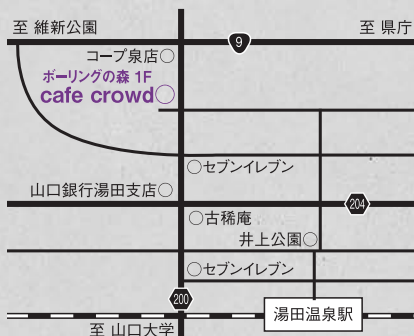 至 維新公園
至 県庁
9
コープ泉店○
ボーリングの森 1F
cafe crowd○
○セブンイレブン
山口銀行湯田支店○
204
○古稀庵
井上公園○
○セブンイレブン
200
湯田温泉駅
至 山口大学